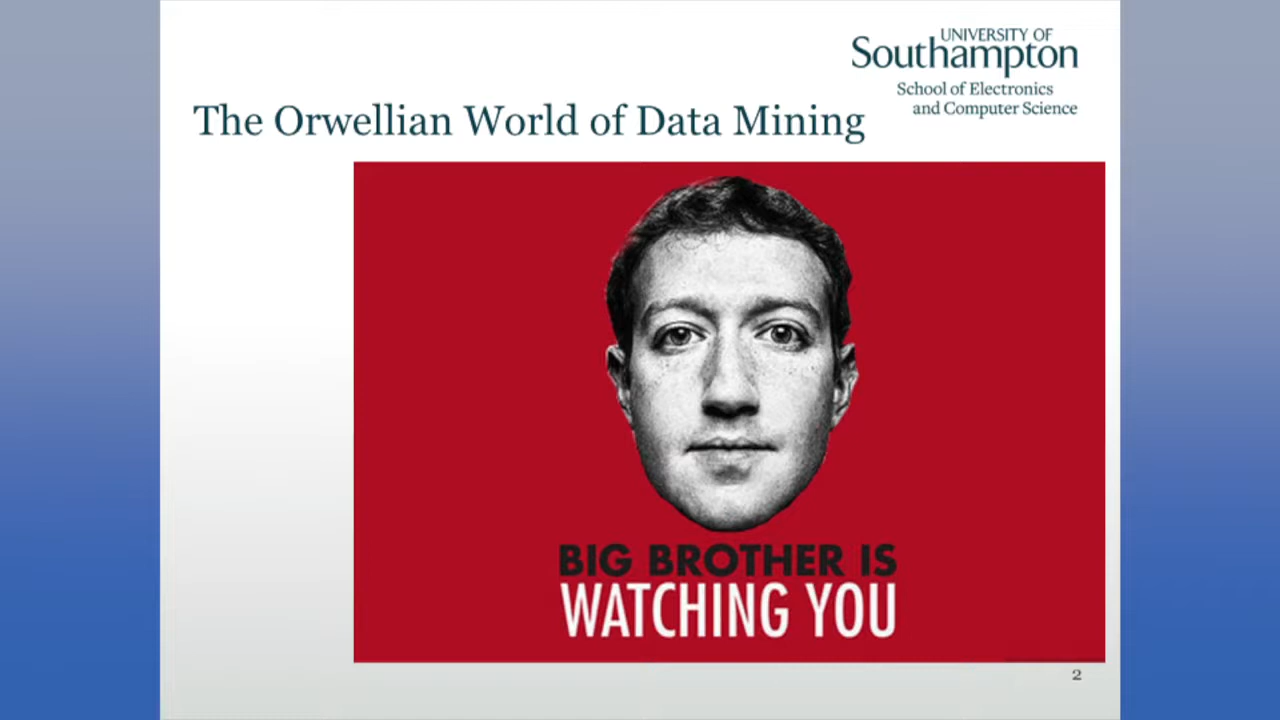 UNIVERSITY OF
Southampton
School of Electronics
and Computer Science
The Orwellian World of Data Mining
BIG BROTHER IS
WATCHING YOU
2